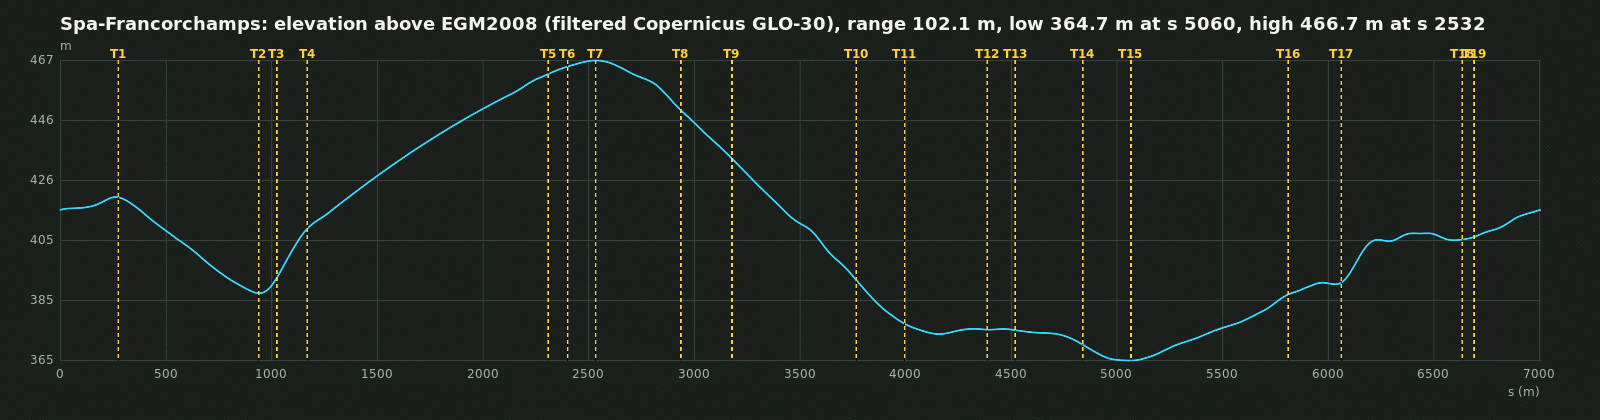 Spa-Francorchamps: elevation above EGM2008 (filtered Copernicus GLO-30), range 102.1 m, low 364.7 m at s 5060, high 466.7 m at s 2532
m
T1 T2 T3 T4 T5 T6 T7 T8 T9 T10 T11 T12 T13 T14 T15 T16 T17 T18 T19
467
446
426
405
385
365
0 500 1000 1500 2000 2500 3000 3500 4000 4500 5000 5500 6000 6500 7000
s (m)